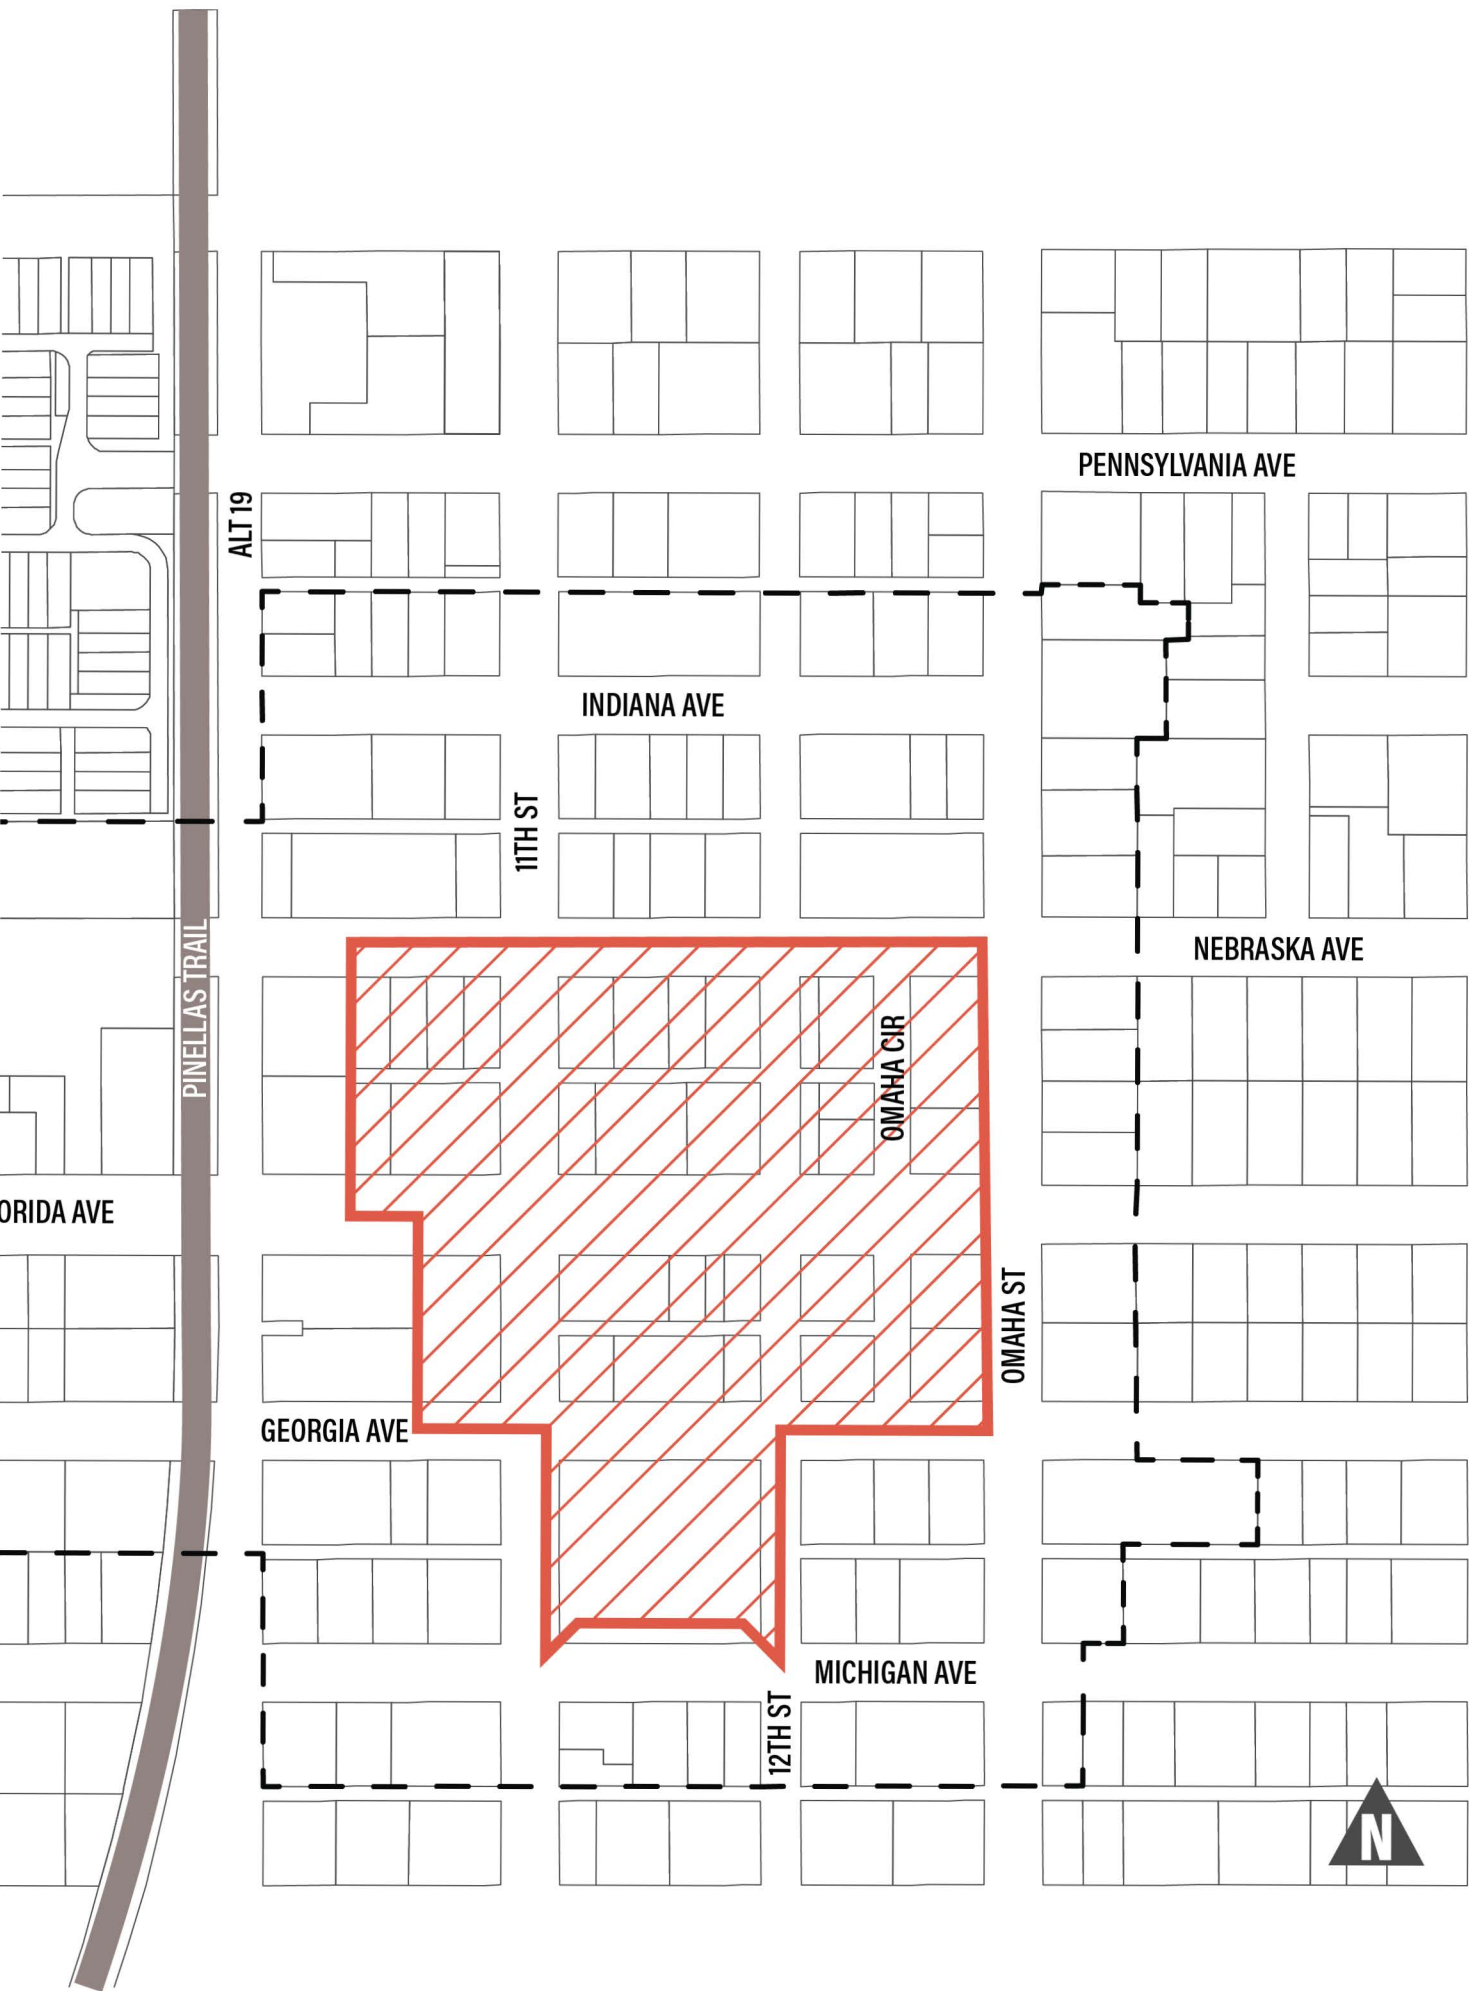 PENNSYLVANIA AVE
ALT 19
INDIANA AVE
11TH ST
NEBRASKA AVE
PINELLAS TRAIL
OMAHA CIR
ORIDA AVE
OMAHA ST
GEORGIA AVE
MICHIGAN AVE
12TH ST
N